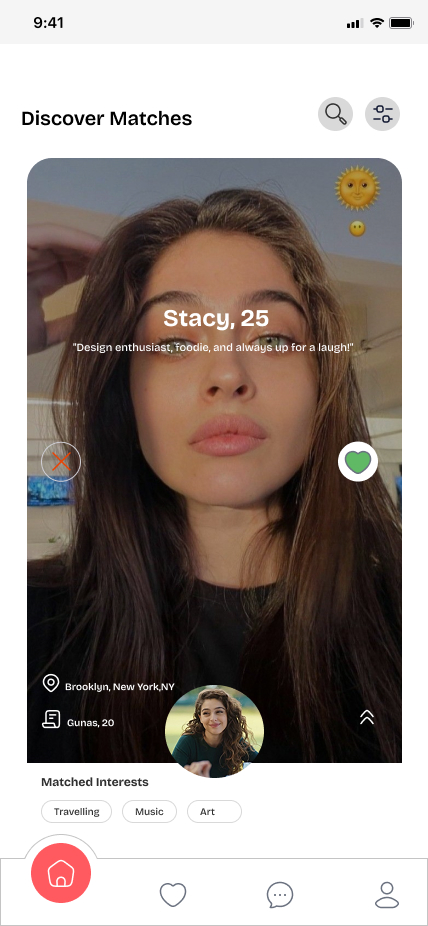 9:41
Discover Matches
Stacy, 25
"Design enthusiast, foodie, and always up for a laugh!"
Brooklyn, New York,NY
Gunas, 20
Matched Interests
Travelling Music Art